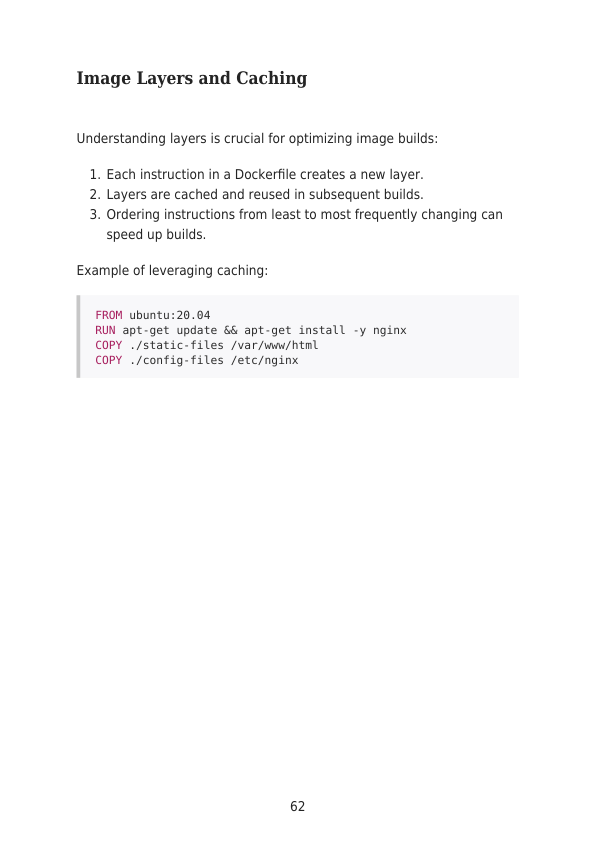 Image Layers and Caching
Understanding layers is crucial for optimizing image builds:
1. Each instruction in a Dockerfile creates a new layer.
2. Layers are cached and reused in subsequent builds.
3. Ordering instructions from least to most frequently changing can
speed up builds.
Example of leveraging caching:
FROM ubuntu:20.04
RUN apt-get update && apt-get install -y nginx
COPY ./static-files /var/www/html
COPY ./config-files /etc/nginx
62